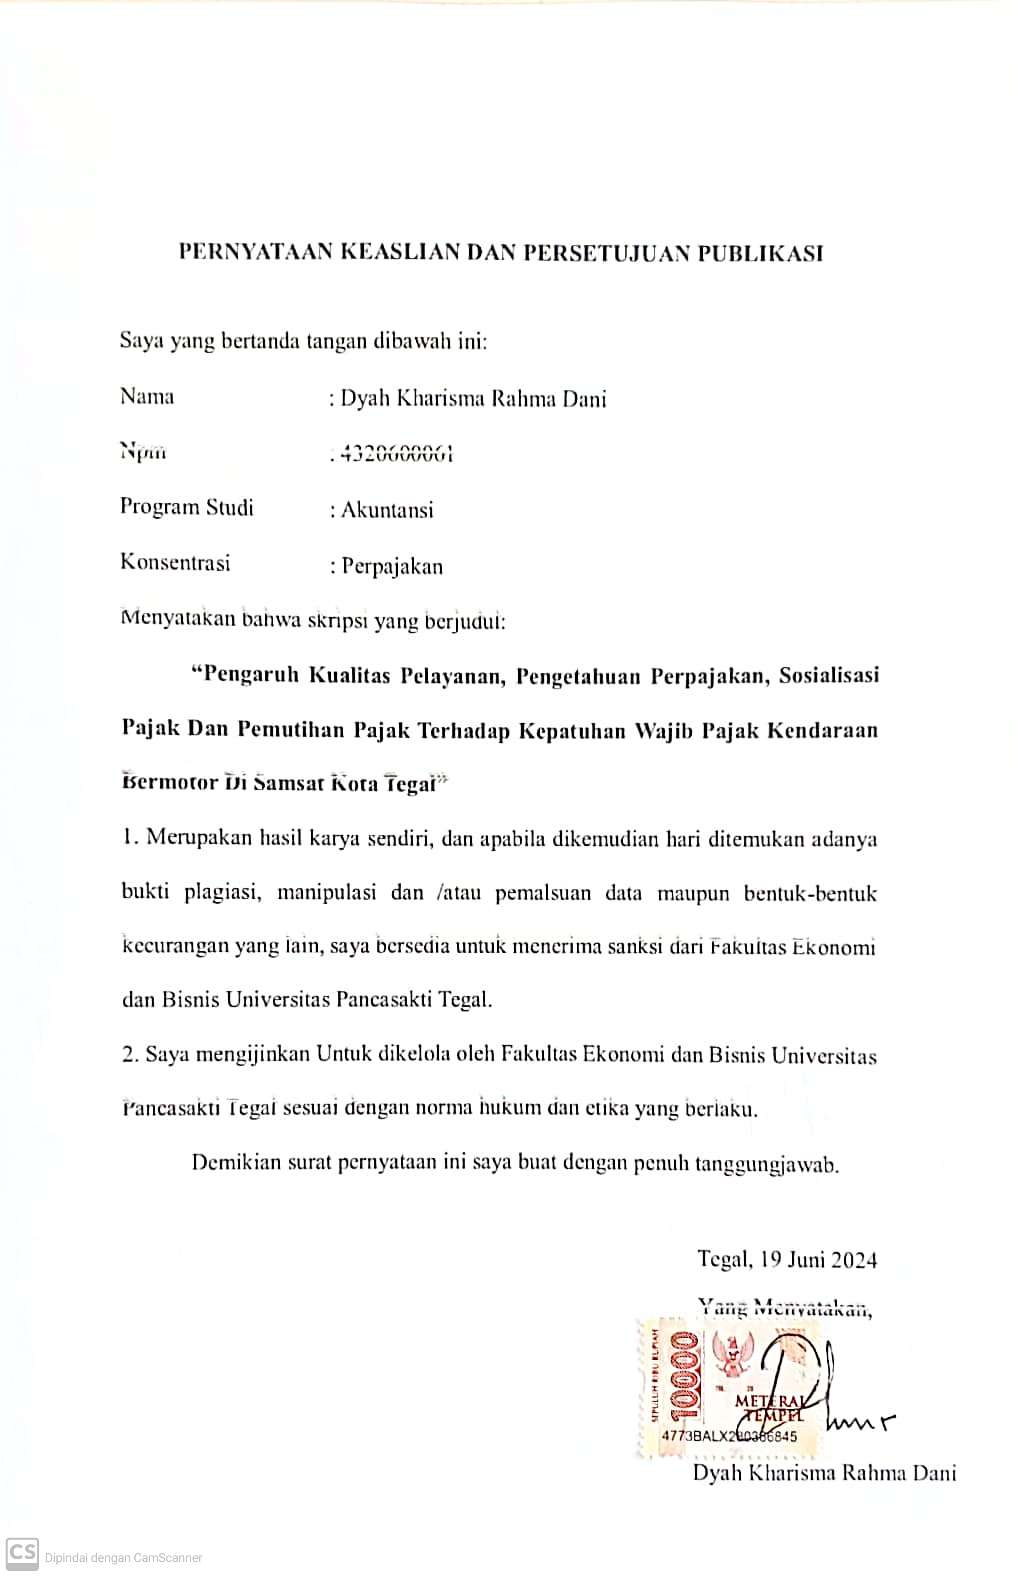 PERNYATAAN KEASLIAN DAN PERSETUJUAN PUBLIKASI
Saya yang bertanda tangan dibawah ini:
Nama : Dyah Kharisma Rahma Dani
Npm : 4320600061
Program Studi : Akuntansi
Konsentrasi : Perpajakan
Menyatakan bahwa skripsi yang berjudul:
“Pengaruh Kualitas Pelayanan, Pengetahuan Perpajakan, Sosialisasi
Pajak Dan Pemutihan Pajak Terhadap Kepatuhan Wajib Pajak Kendaraan
Bermotor Di Samsat Kota Tegal”
1. Merupakan hasil karya sendiri, dan apabila dikemudian hari ditemukan adanya
bukti plagiasi, manipulasi dan /atau pemalsuan data maupun bentuk-bentuk
kecurangan yang lain, saya bersedia untuk menerima sanksi dari Fakultas Ekonomi
dan Bisnis Universitas Pancasakti Tegal.
2. Saya mengijinkan Untuk dikelola oleh Fakultas Ekonomi dan Bisnis Universitas
Pancasakti Tegal sesuai dengan norma hukum dan etika yang berlaku.
Demikian surat pernyataan ini saya buat dengan penuh tanggungjawab.
Tegal, 19 Juni 2024
Yang Menyatakan,
SEPULUH RIBU RUPIAH
10000
METERAI
TEMPEL
Dyah Kharisma Rahma Dani
CS Dipindai dengan CamScanner